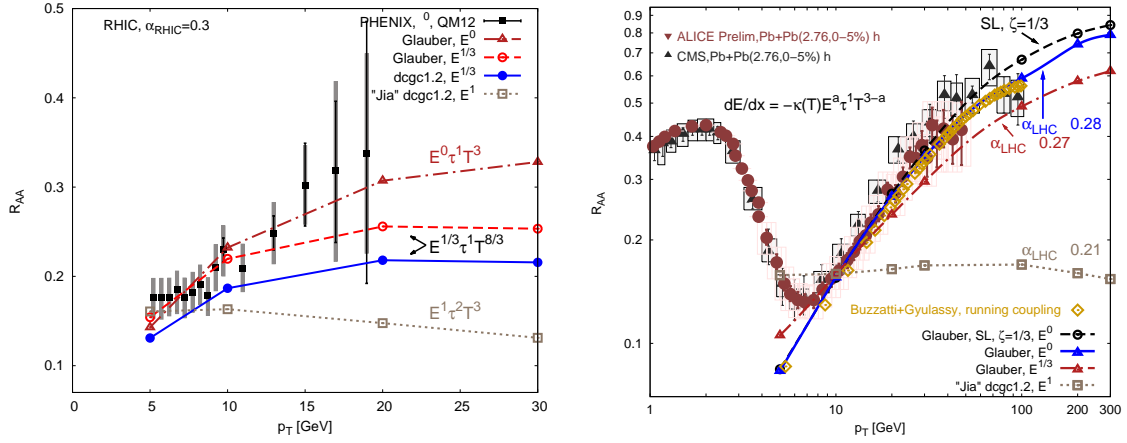 RHIC, α_RHIC=0.3
PHENIX, ⁰, QM12
Glauber, E⁰
Glauber, E^1/3
dcgc1.2, E^1/3
"Jia" dcgc1.2, E¹
E⁰τ¹T³
E^1/3τ¹T^8/3
E¹τ²T³
R_AA
0.5
0.4
0.3
0.2
0.1
0 5 10 15 20 25 30
p_T [GeV]
ALICE Prelim,Pb+Pb(2.76,0−5%) h
CMS,Pb+Pb(2.76,0−5%) h
SL, ζ=1/3
dE/dx = −κ(T)E^aτ¹T^3−a
α_LHC 0.28
α_LHC 0.27
α_LHC 0.21
Buzzatti+Gyulassy, running coupling
Glauber, SL, ζ=1/3, E⁰
Glauber, E⁰
Glauber, E^1/3
"Jia" dcgc1.2, E¹
R_AA
0.9
0.8
0.7
0.6
0.5
0.4
0.3
0.2
0.1
1 10 100 200 300
p_T [GeV]